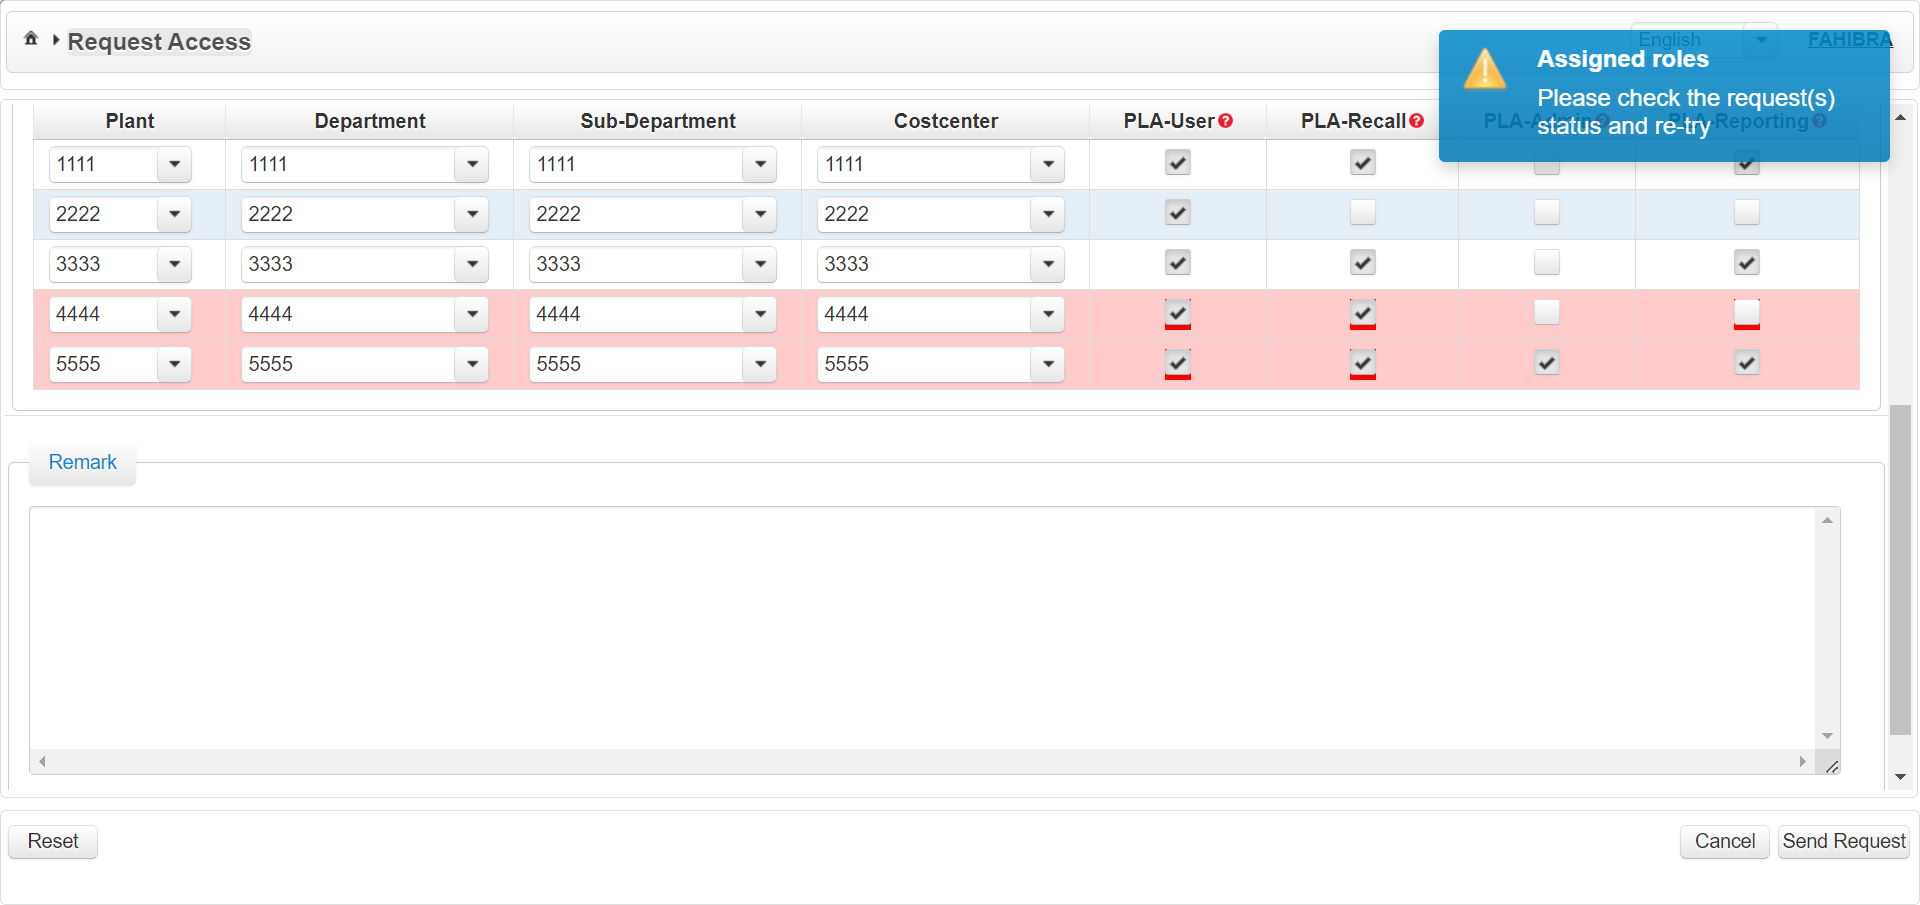 Request Access
English
FAHIBRA
Assigned roles
Please check the request(s)
status and re-try
Plant Department Sub-Department Costcenter PLA-User PLA-Recall PLA-Admin PLA-Reporting
1111 1111 1111 1111
2222 2222 2222 2222
3333 3333 3333 3333
4444 4444 4444 4444
5555 5555 5555 5555
Remark
Reset Cancel Send Request